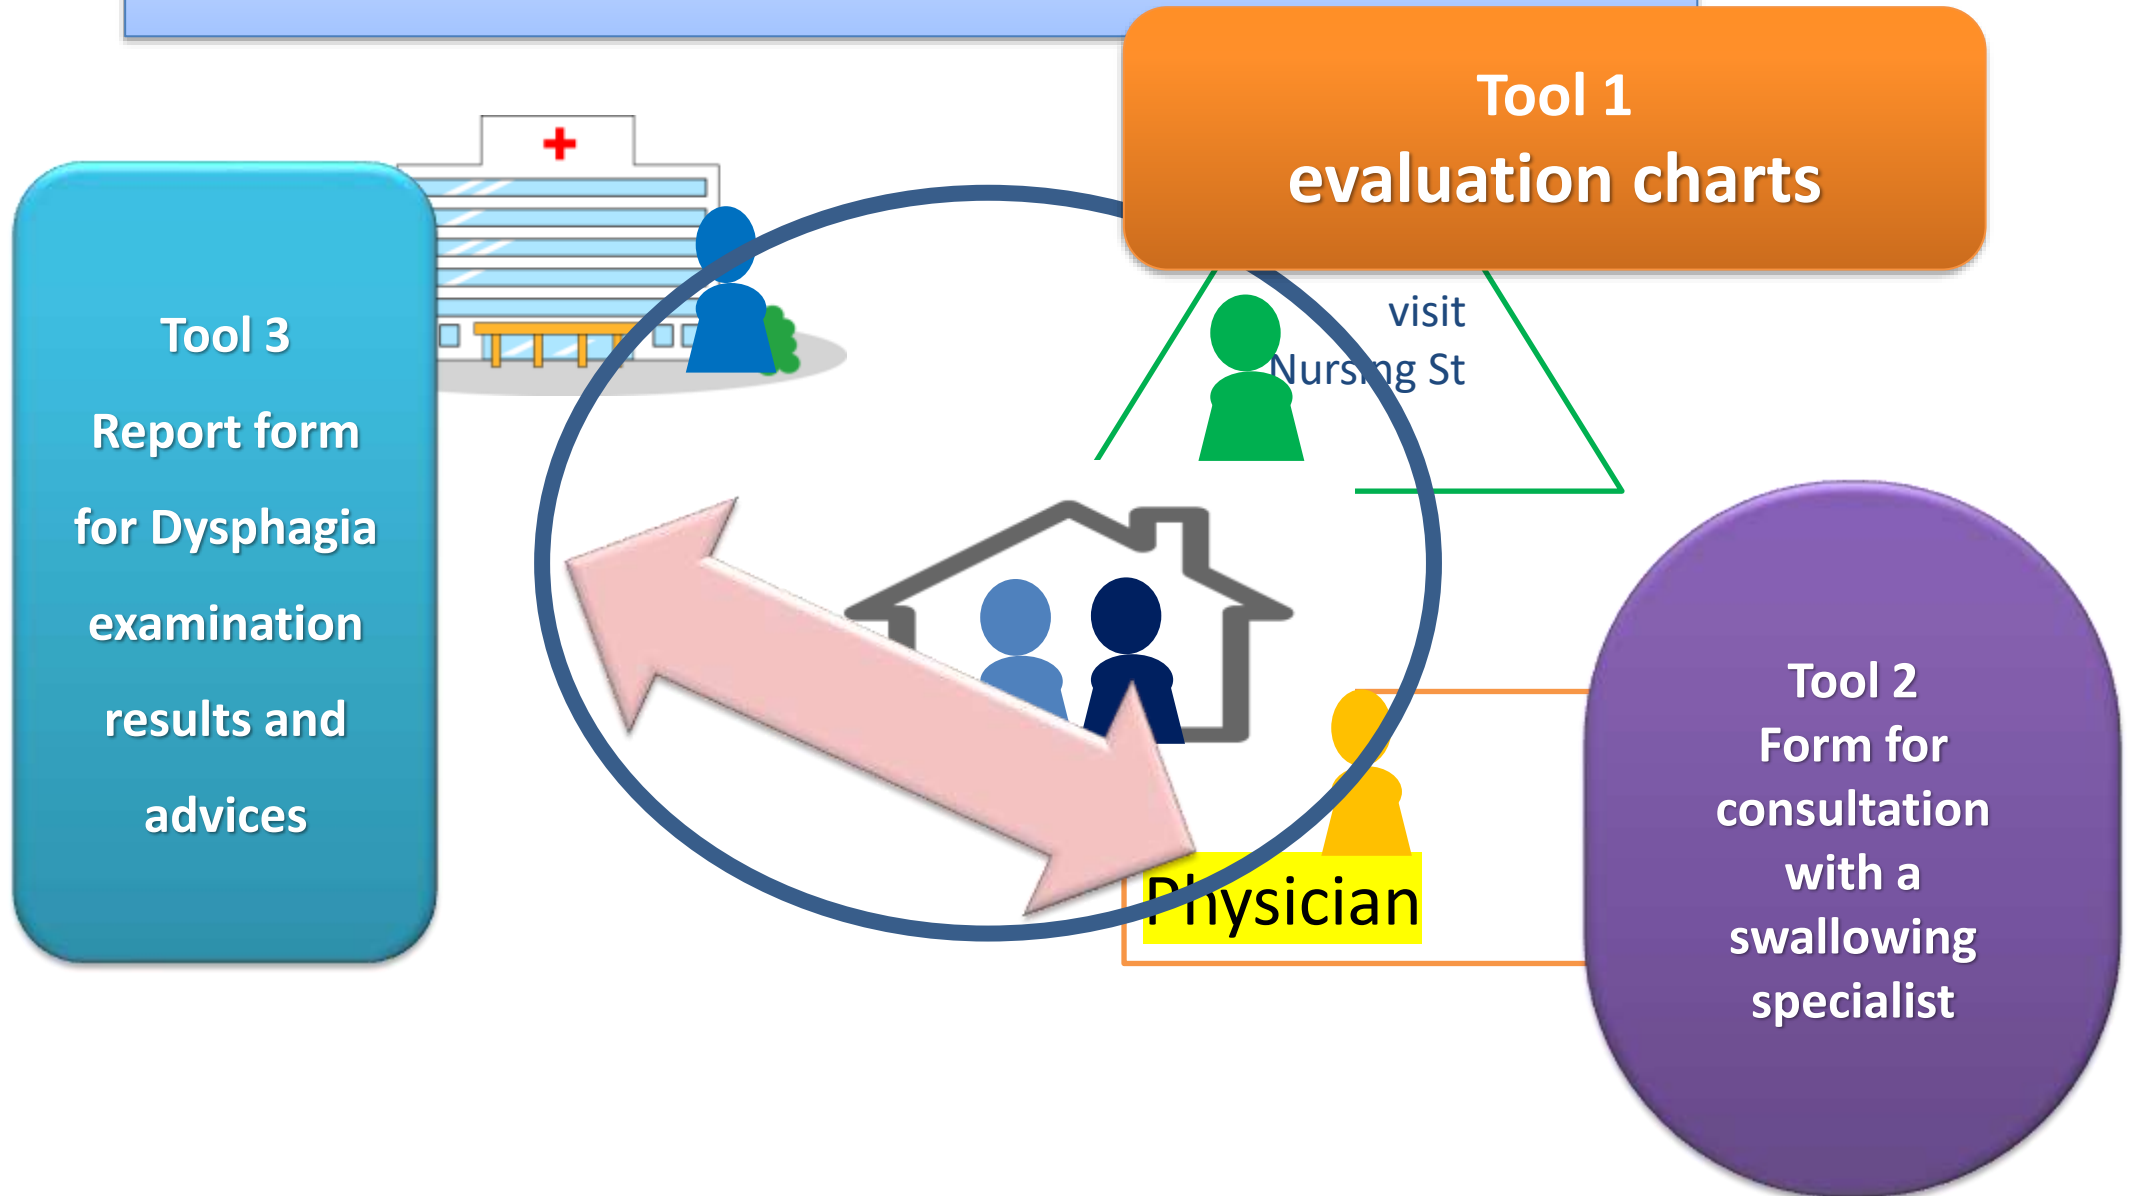 Tool 1
evaluation charts
visit
Nursing St
Tool 3
Report form
for Dysphagia
examination
results and
advices
Tool 2
Form for
consultation
with a
swallowing
specialist
Physician